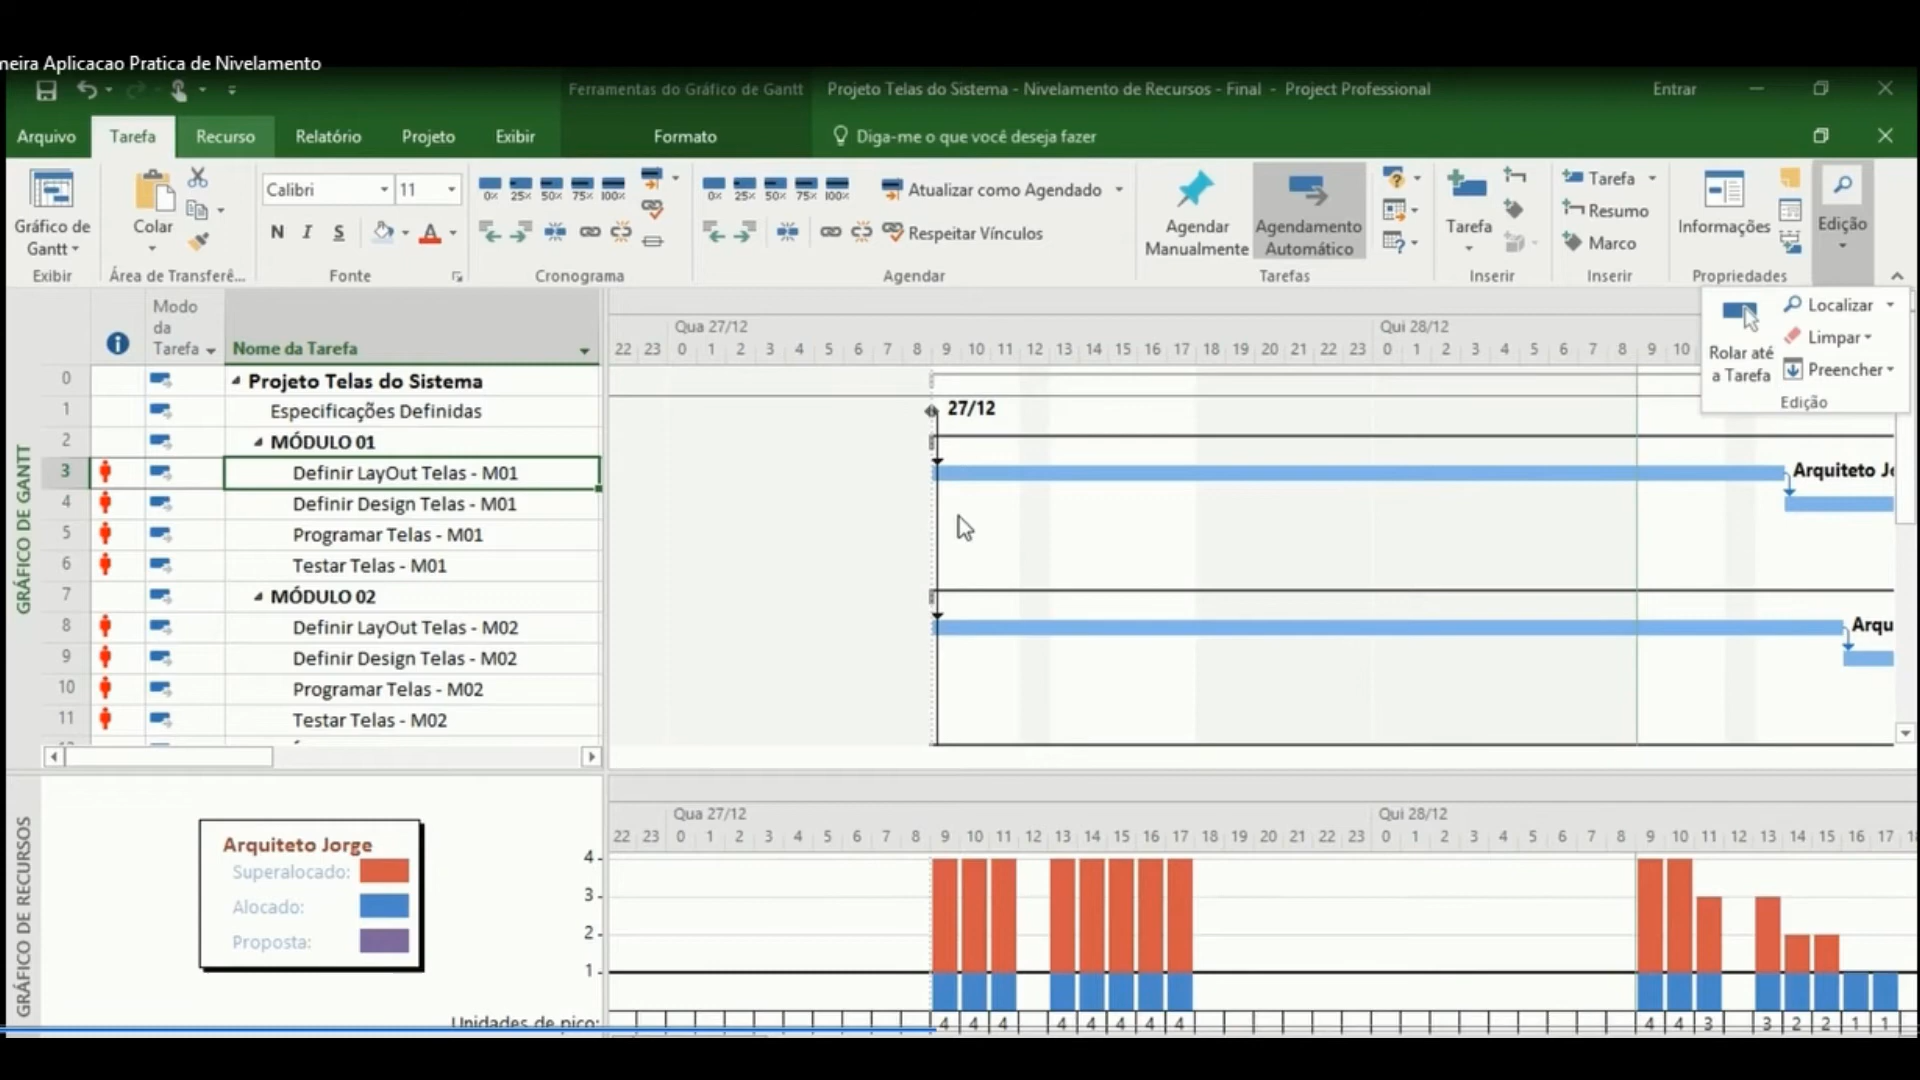 neira Aplicacao Pratica de Nivelamento
Ferramentas do Gráfico de Gantt
Projeto Telas do Sistema - Nivelamento de Recursos - Final - Project Professional
Entrar
Arquivo
Tarefa
Recurso
Relatório
Projeto
Exibir
Formato
Diga-me o que você deseja fazer
Gráfico de
Gantt
Exibir
Colar
Área de Transferê...
Calibri
11
N I S
A
Fonte
0x 25x 50x 75x 100x
Cronograma
0x 25x 50x 75x 100x
Atualizar como Agendado
Respeitar Vínculos
Agendar
Agendar
Manualmente
Agendamento
Automático
Tarefas
Tarefa
Inserir
Tarefa
Resumo
Marco
Inserir
Informações
Propriedades
Edição
Localizar
Limpar
Preencher
Rolar até
a Tarefa
Edição
Modo
da
Tarefa
Nome da Tarefa
Qua 27/12
Qui 28/12
22 23 0 1 2 3 4 5 6 7 8 9 10 11 12 13 14 15 16 17 18 19 20 21 22 23 0 1 2 3 4 5 6 7 8 9 10
GRÁFICO DE GANTT
0 Projeto Telas do Sistema
1 Especificações Definidas
27/12
2 MÓDULO 01
3 Definir LayOut Telas - M01
Arquiteto Jo
4 Definir Design Telas - M01
5 Programar Telas - M01
6 Testar Telas - M01
7 MÓDULO 02
8 Definir LayOut Telas - M02
Arqu
9 Definir Design Telas - M02
10 Programar Telas - M02
11 Testar Telas - M02
GRÁFICO DE RECURSOS
Arquiteto Jorge
Superalocado:
Alocado:
Proposta:
Qua 27/12
Qui 28/12
22 23 0 1 2 3 4 5 6 7 8 9 10 11 12 13 14 15 16 17 18 19 20 21 22 23 0 1 2 3 4 5 6 7 8 9 10 11 12 13 14 15 16 17
4
3
2
1
Unidades de pico:
4 4 4 4 4 4 4 4 4 4 3 3 2 2 1 1